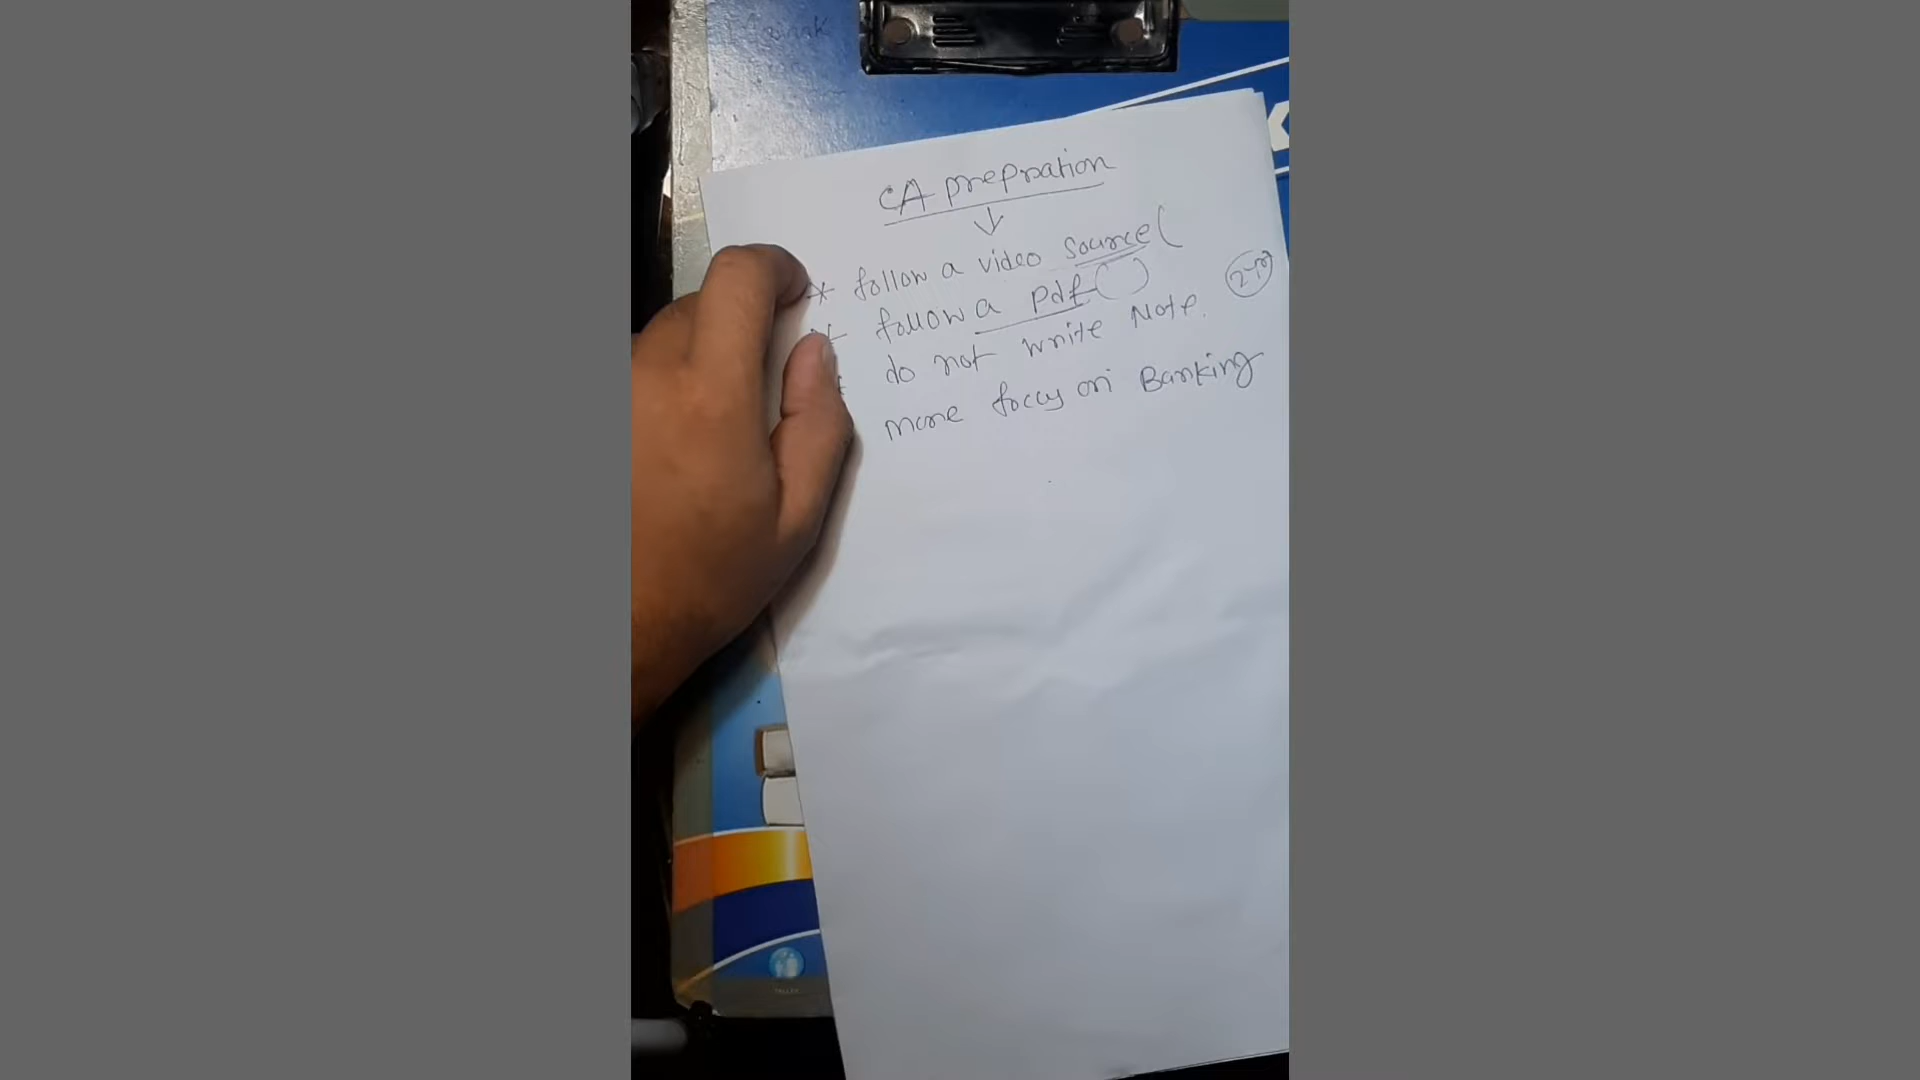 CA prepration
↓
* follow a video source(
* follow a pdf( )
* do not write Note.
more focus on Banking